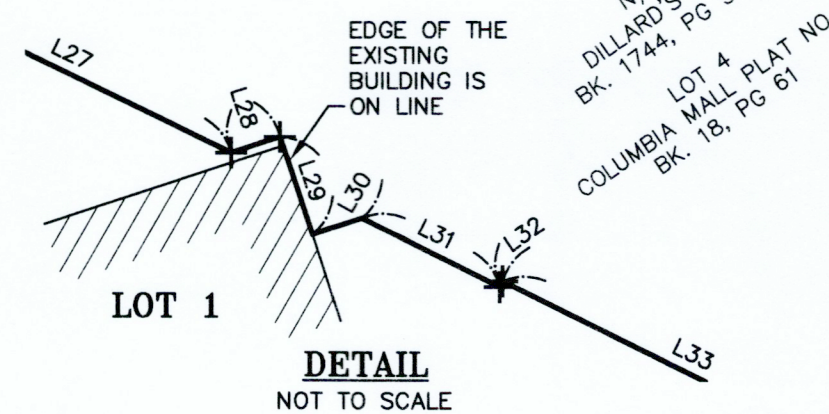 L27
L28
EDGE OF THE
EXISTING
BUILDING IS
ON LINE
L29
L30
L31
L32
L33
DILLARD'S
BK. 1744, PG
LOT 4
COLUMBIA MALL PLAT NO
BK. 18, PG 61
LOT 1
DETAIL
NOT TO SCALE